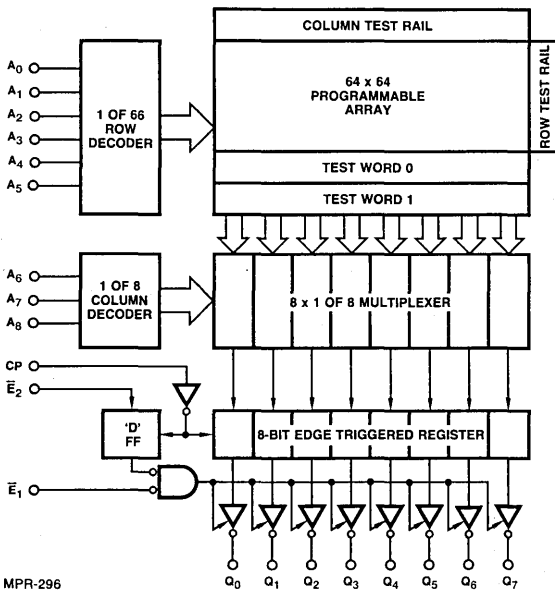 COLUMN TEST RAIL
64 x 64
PROGRAMMABLE
ARRAY
ROW TEST RAIL
TEST WORD 0
TEST WORD 1
A0
A1
A2
A3
A4
A5
1 OF 66
ROW
DECODER
A6
A7
A8
1 OF 8
COLUMN
DECODER
8 x 1 OF 8 MULTIPLEXER
CP
E̅2
'D'
FF
8-BIT EDGE TRIGGERED REGISTER
E̅1
Q0 Q1 Q2 Q3 Q4 Q5 Q6 Q7
MPR-296